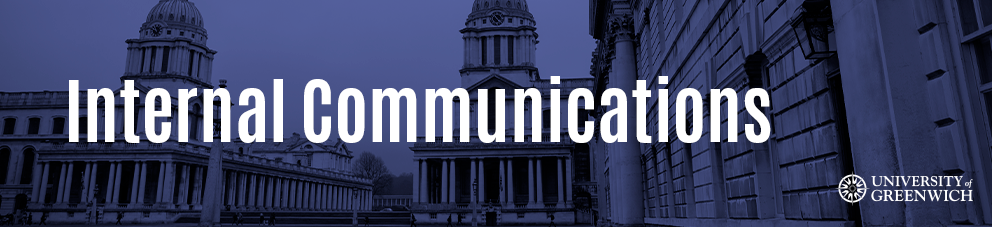 Internal Communications
UNIVERSITY of
GREENWICH